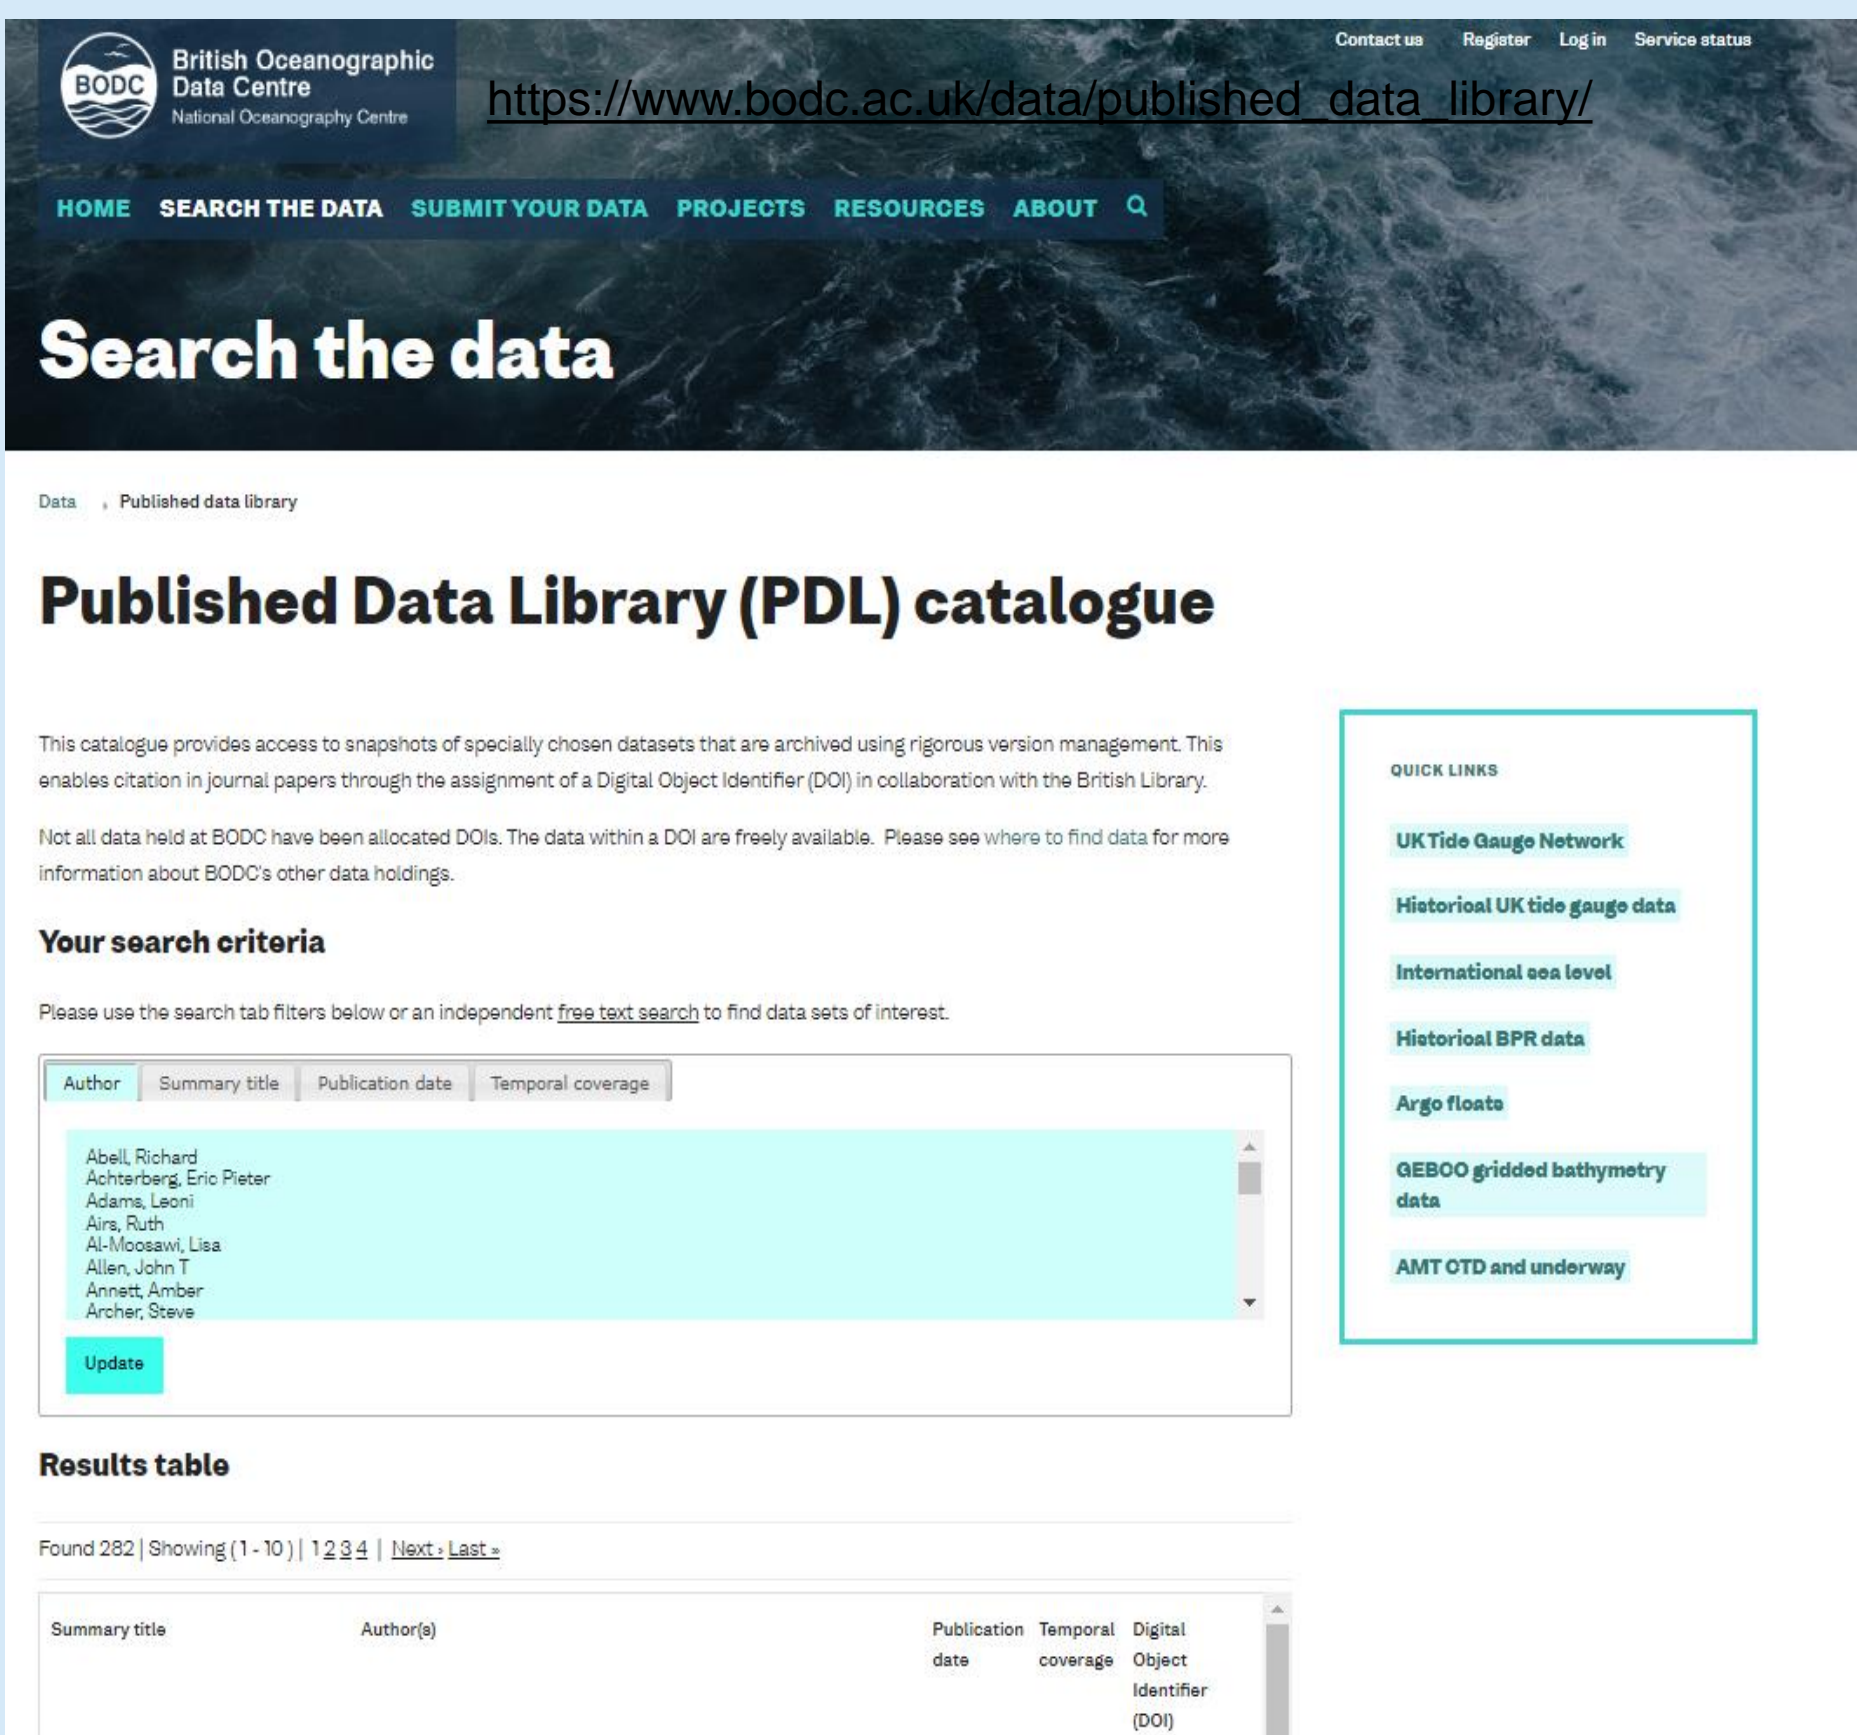 Contact us Register Log in Service status
BODC
British Oceanographic
Data Centre
National Oceanography Centre
https://www.bodc.ac.uk/data/published_data_library/
HOME SEARCH THE DATA SUBMIT YOUR DATA PROJECTS RESOURCES ABOUT
Search the data
Data › Published data library
Published Data Library (PDL) catalogue
This catalogue provides access to snapshots of specially chosen datasets that are archived using rigorous version management. This
enables citation in journal papers through the assignment of a Digital Object Identifier (DOI) in collaboration with the British Library.
Not all data held at BODC have been allocated DOIs. The data within a DOI are freely available. Please see where to find data for more
information about BODC's other data holdings.
Your search criteria
Please use the search tab filters below or an independent free text search to find data sets of interest.
Author Summary title Publication date Temporal coverage
Abell, Richard
Achterberg, Eric Pieter
Adams, Leoni
Airs, Ruth
Al-Moosawi, Lisa
Allen, John T
Annett, Amber
Archer, Steve
Update
Results table
Found 282 | Showing ( 1 - 10 ) | 1 2 3 4 | Next › Last »
Summary title Author(s) Publication Temporal Digital
date coverage Object
Identifier
(DOI)
QUICK LINKS
UK Tide Gauge Network
Historical UK tide gauge data
International sea level
Historical BPR data
Argo floats
GEBCO gridded bathymetry
data
AMT CTD and underway